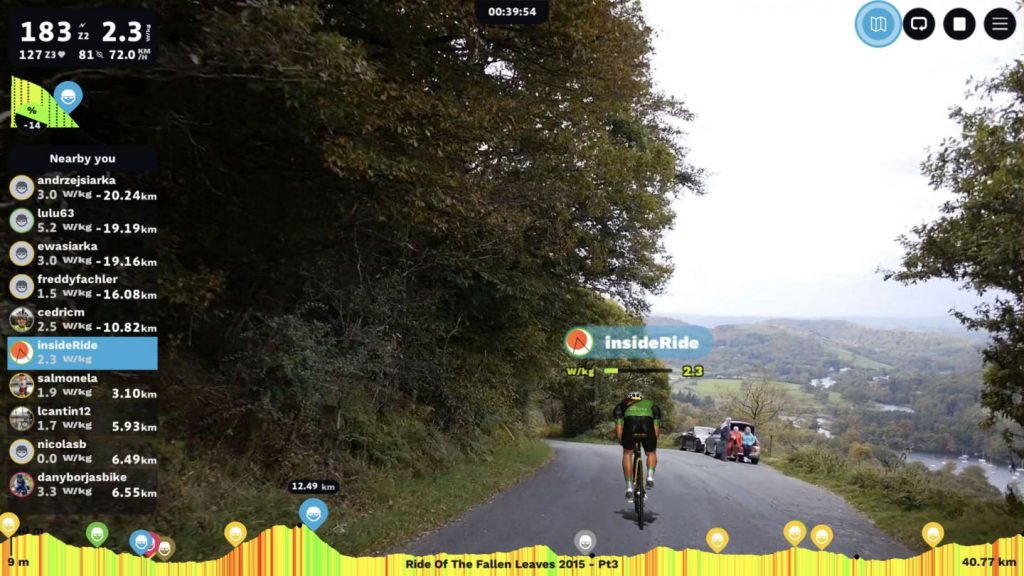 183 Z2 2.3 W/kg
127 Z3 81 72.0 KM/H
00:39:54
%
-14
Nearby you
andrzejsiarka
3.0 W/kg -20.24km
lulu63
5.2 W/kg -19.19km
ewasiarka
3.0 W/kg -19.16km
freddyfachler
1.5 W/kg -16.08km
cedricm
2.5 W/kg -10.82km
insideRide
2.3 W/kg
salmonela
1.9 W/kg 3.10km
lcantin12
1.7 W/kg 5.93km
nicolasb
0.0 W/kg 6.49km
danyborjasbike
3.3 W/kg 6.55km
insideRide
W/kg 2.3
12.49 km
9 m
Ride Of The Fallen Leaves 2015 - Pt3
40.77 km